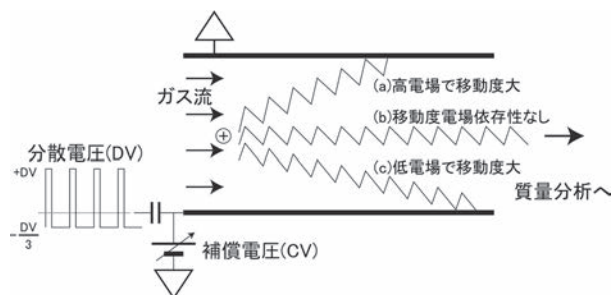 (a)高電場で移動度大
ガス流
(b)移動度電場依存性なし
⊕
分散電圧(DV)
(c)低電場で移動度大
+DV
質量分析へ
-DV/3
補償電圧(CV)